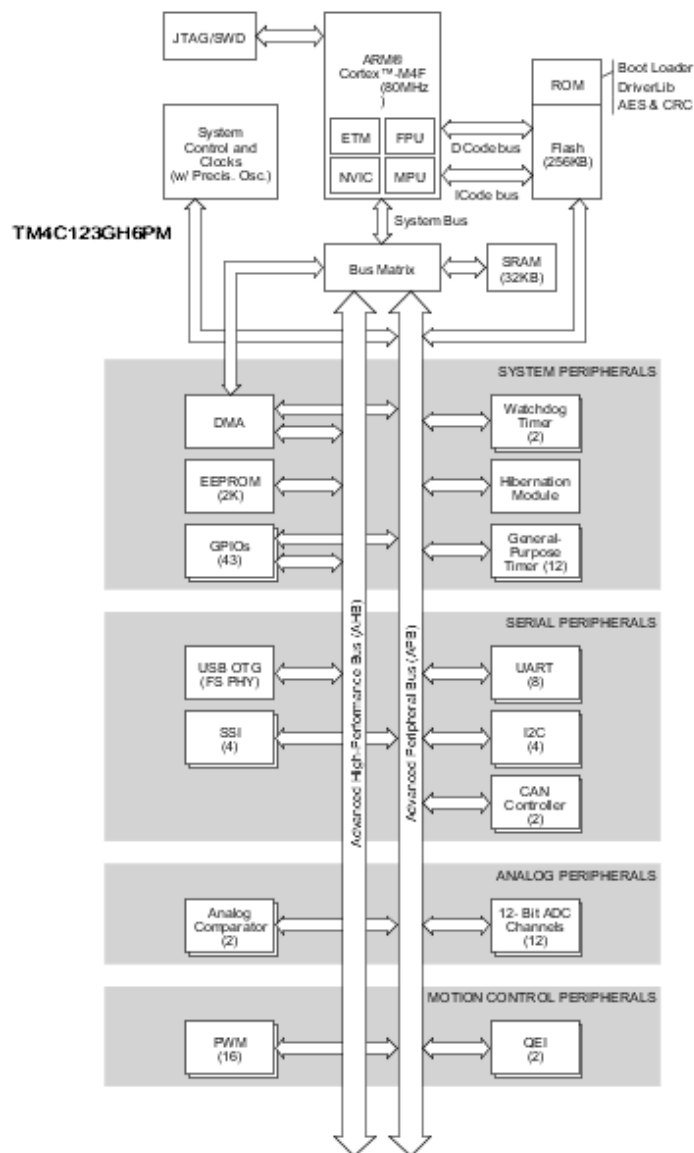 JTAG/SWD
ARM®
Cortex™-M4F
(80MHz
)
ETM
FPU
NVIC
MPU
DCode bus
ICode bus
ROM
Flash
(256KB)
Boot Loader
DriverLib
AES & CRC
System
Control and
Clocks
(w/ Precis. Osc.)
TM4C123GH6PM
System Bus
Bus Matrix
SRAM
(32KB)
SYSTEM PERIPHERALS
DMA
Watchdog
Timer
(2)
EEPROM
(2K)
Hibernation
Module
GPIOs
(43)
General-
Purpose
Timer (12)
Advanced High-Performance Bus (AHB)
Advanced Peripheral Bus (APB)
SERIAL PERIPHERALS
USB OTG
(FS PHY)
UART
(8)
SSI
(4)
I2C
(4)
CAN
Controller
(2)
ANALOG PERIPHERALS
Analog
Comparator
(2)
12- Bit ADC
Channels
(12)
MOTION CONTROL PERIPHERALS
PWM
(16)
QEI
(2)